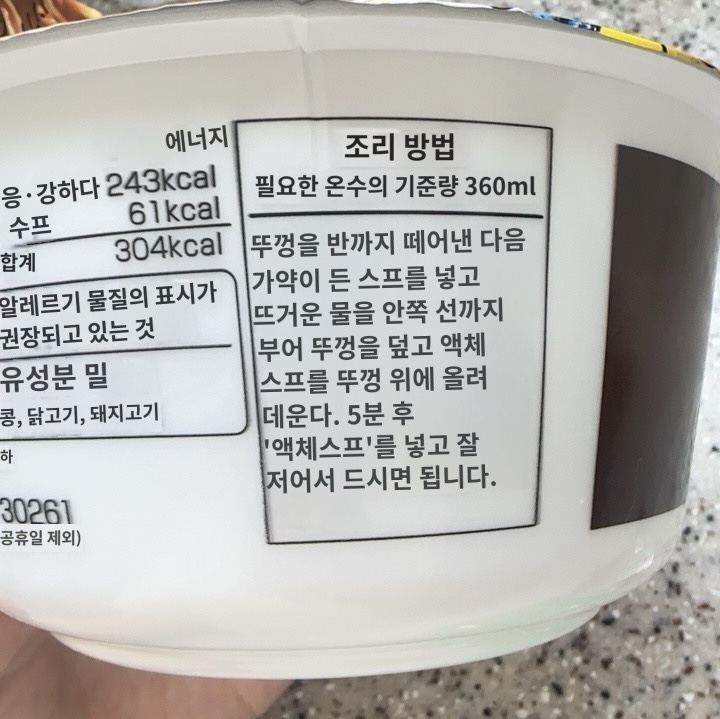 에너지
응·강하다 243kcal
수프 61kcal
합계 304kcal
알레르기 물질의 표시가
권장되고 있는 것
유성분 밀
콩, 닭고기, 돼지고기
하
30261
공휴일 제외)
조리 방법
필요한 온수의 기준량 360ml
뚜껑을 반까지 떼어낸 다음
가약이 든 스프를 넣고
뜨거운 물을 안쪽 선까지
부어 뚜껑을 덮고 액체
스프를 뚜껑 위에 올려
데운다. 5분 후
'액체스프'를 넣고 잘
저어서 드시면 됩니다.